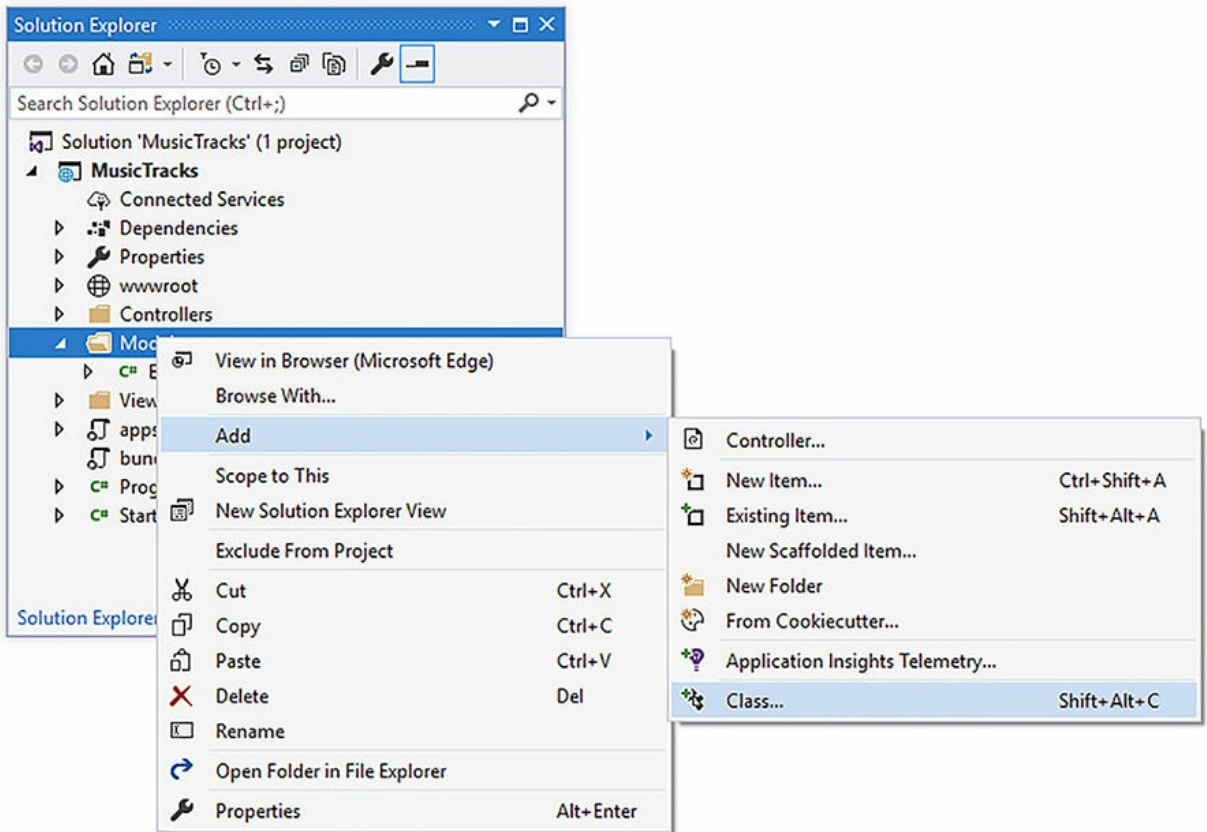 Solution Explorer
Search Solution Explorer (Ctrl+;)
Solution 'MusicTracks' (1 project)
MusicTracks
Connected Services
Dependencies
Properties
wwwroot
Controllers
C# E
View
apps
C# Prog
C# Start
Solution Explorer
View in Browser (Microsoft Edge)
Browse With...
Add
Scope to This
New Solution Explorer View
Exclude From Project
Cut Ctrl+X
Copy Ctrl+C
Paste Ctrl+V
Delete Del
Rename
Open Folder in File Explorer
Properties Alt+Enter
Controller...
New Item... Ctrl+Shift+A
Existing Item... Shift+Alt+A
New Scaffolded Item...
New Folder
From Cookiecutter...
Application Insights Telemetry...
Class... Shift+Alt+C